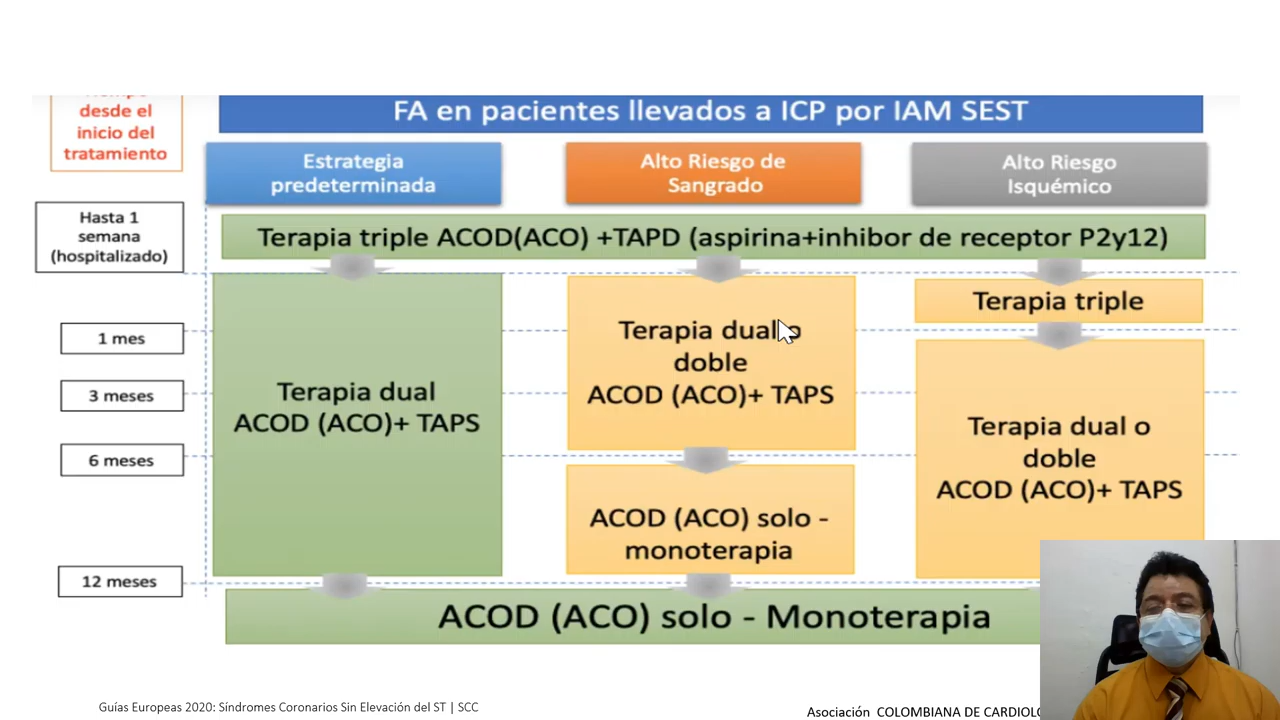 desde el
inicio del
tratamiento
FA en pacientes llevados a ICP por IAM SEST
Estrategia
predeterminada
Alto Riesgo de
Sangrado
Alto Riesgo
Isquémico
Hasta 1
semana
(hospitalizado)
Terapia triple ACOD(ACO) +TAPD (aspirina+inhibor de receptor P2y12)
1 mes
3 meses
6 meses
12 meses
Terapia dual
ACOD (ACO)+ TAPS
Terapia dual o
doble
ACOD (ACO)+ TAPS
ACOD (ACO) solo -
monoterapia
Terapia triple
Terapia dual o
doble
ACOD (ACO)+ TAPS
ACOD (ACO) solo - Monoterapia
Guías Europeas 2020: Síndromes Coronarios Sin Elevación del ST | SCC
Asociación COLOMBIANA DE CARDIOLO